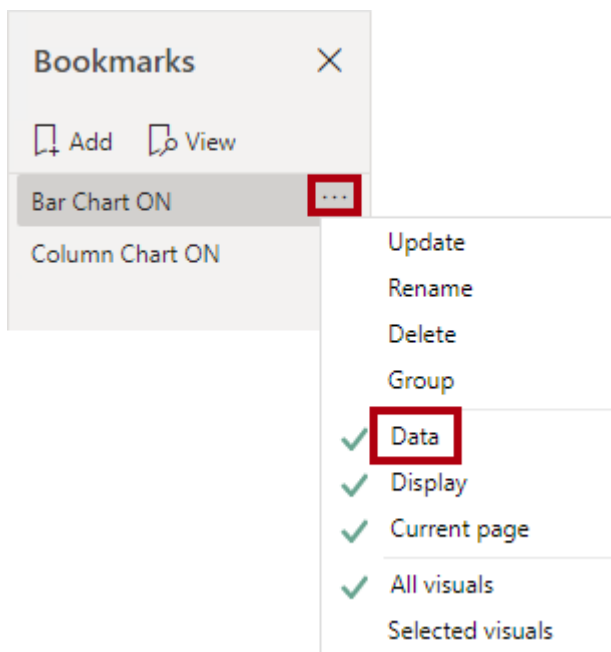 Bookmarks
Add View
Bar Chart ON ...
Column Chart ON
Update
Rename
Delete
Group
Data
Display
Current page
All visuals
Selected visuals